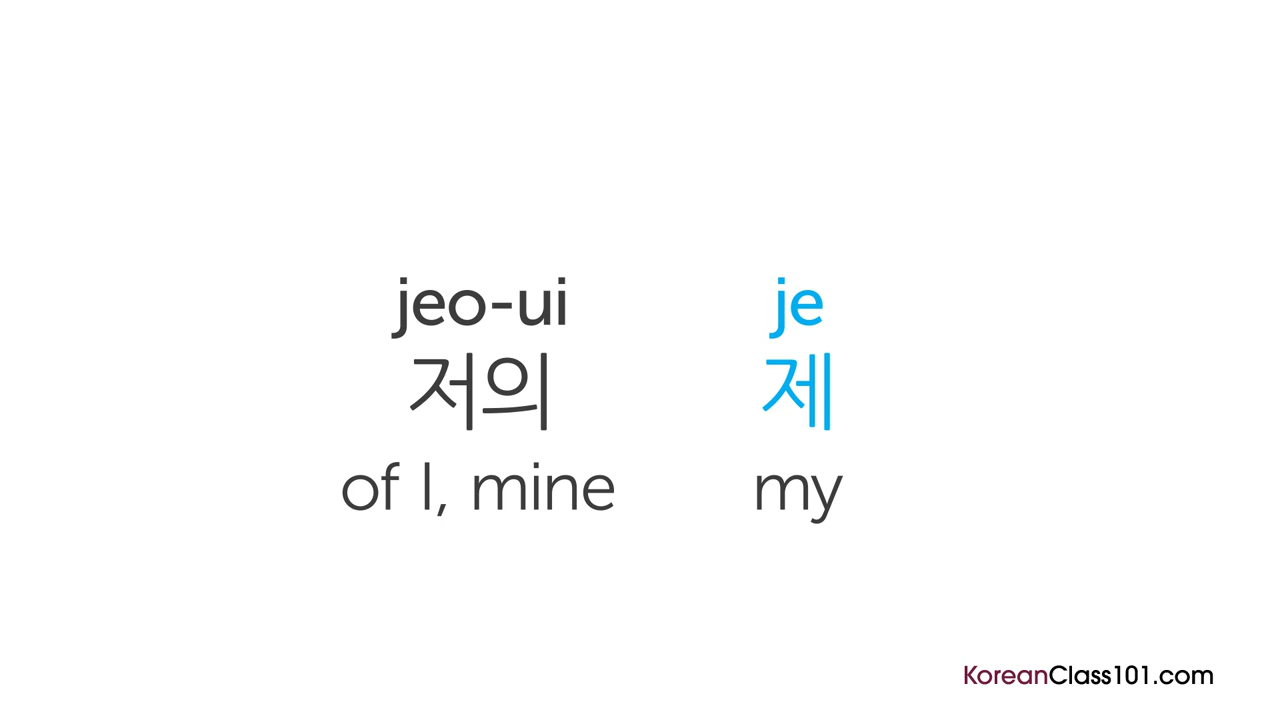 jeo-ui je
저의 제
of I, mine my
KoreanClass101.com